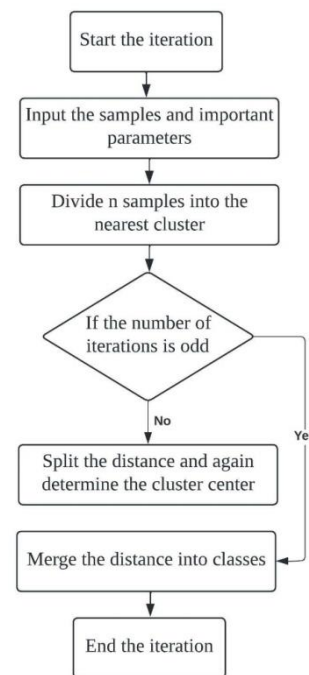 Start the iteration
Input the samples and important
parameters
Divide n samples into the
nearest cluster
If the number of
iterations is odd
No
Ye
Split the distance and again
determine the cluster center
Merge the distance into classes
End the iteration